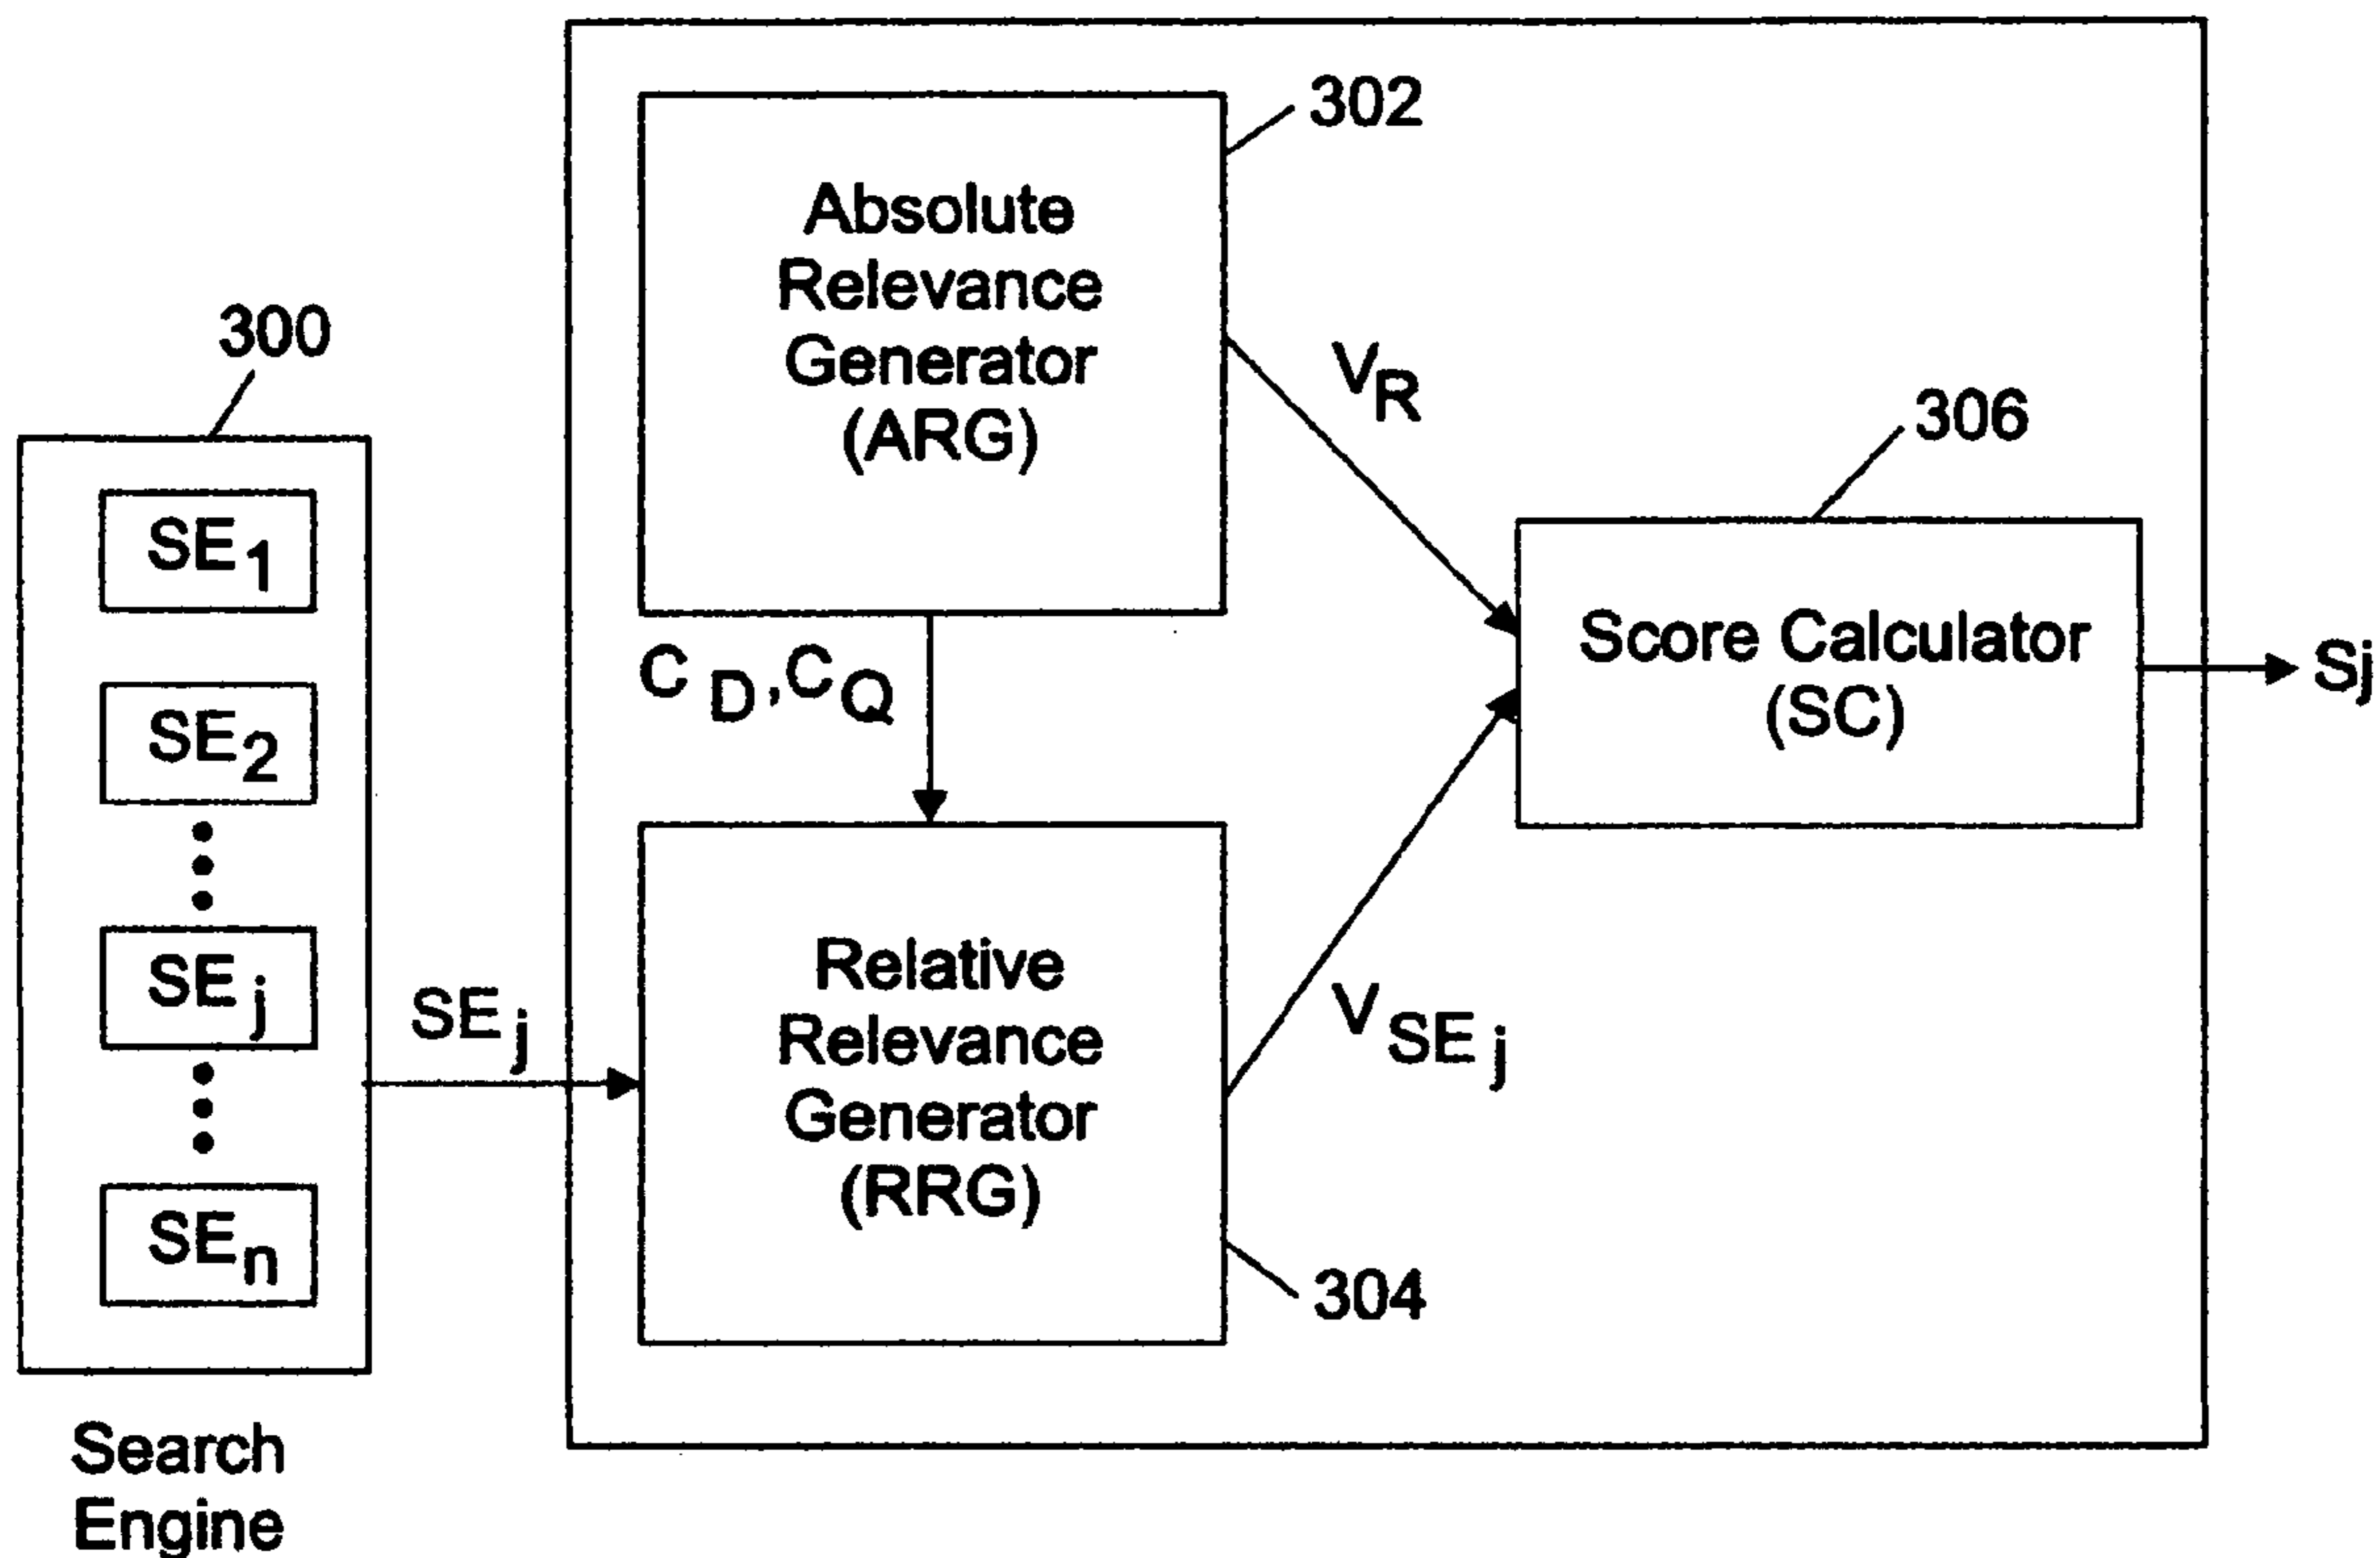 300
SE1
SE2
SEj
SEn
Search
Engine
SEj
302
Absolute
Relevance
Generator
(ARG)
CD,CQ
Relative
Relevance
Generator
(RRG)
304
VR
VSEj
306
Score Calculator
(SC)
Sj